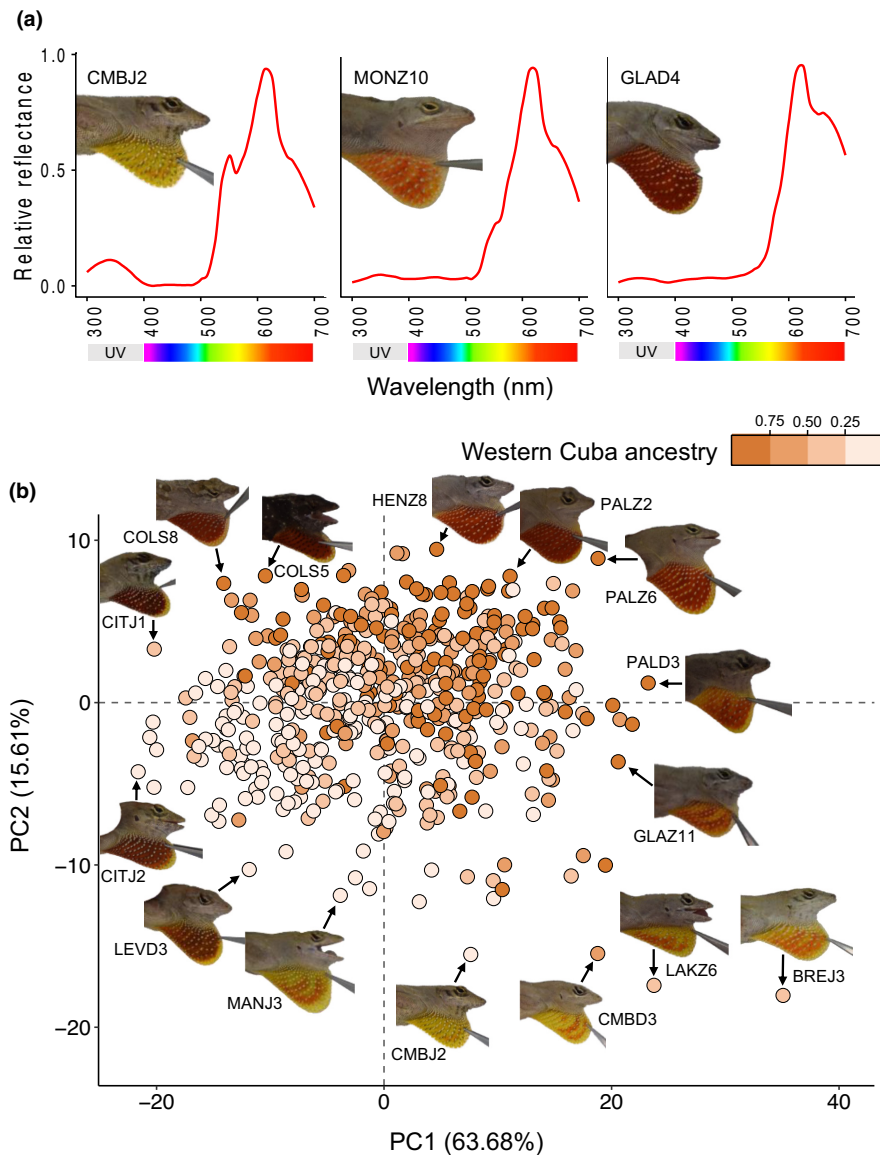 (a)
CMBJ2
MONZ10
GLAD4
Relative reflectance
1.0
0.5
0.0
300
400
500
600
700
300
400
500
600
700
300
400
500
600
700
UV
UV
UV
Wavelength (nm)
Western Cuba ancestry
0.75 0.50 0.25
(b)
HENZ8
PALZ2
COLS8
COLS5
PALZ6
CITJ1
PALD3
GLAZ11
CITJ2
LEVD3
MANJ3
CMBJ2
CMBD3
LAKZ6
BREJ3
PC2 (15.61%)
10
0
−10
−20
−20
0
20
40
PC1 (63.68%)